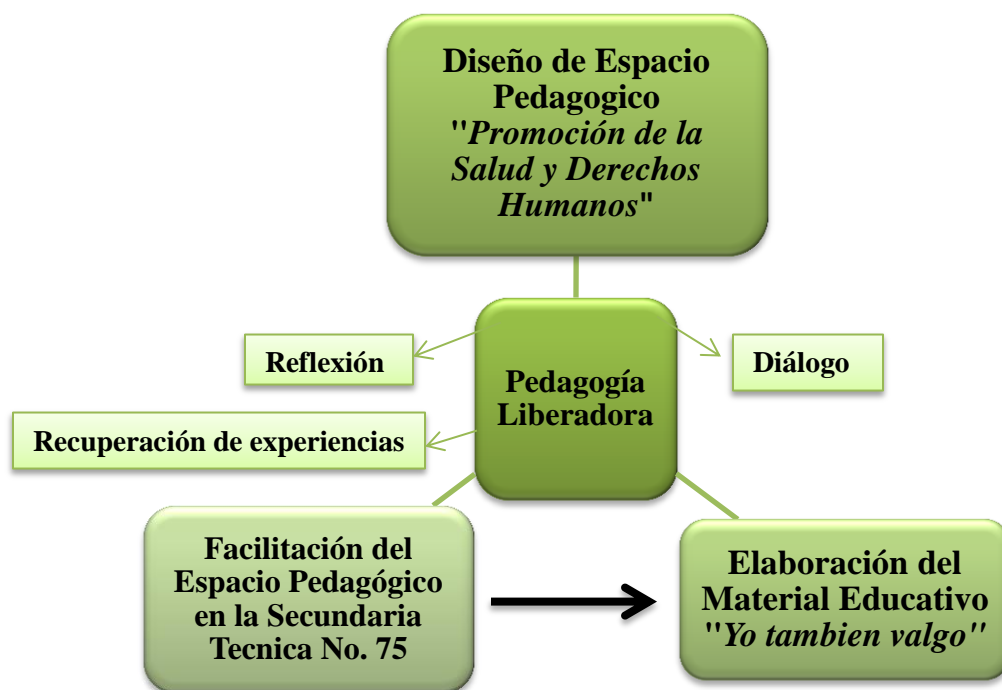 Diseño de Espacio
Pedagogico
"Promoción de la
Salud y Derechos
Humanos"
Reflexión
Diálogo
Pedagogía
Liberadora
Recuperación de experiencias
Facilitación del
Espacio Pedagógico
en la Secundaria
Tecnica No. 75
Elaboración del
Material Educativo
"Yo tambien valgo"